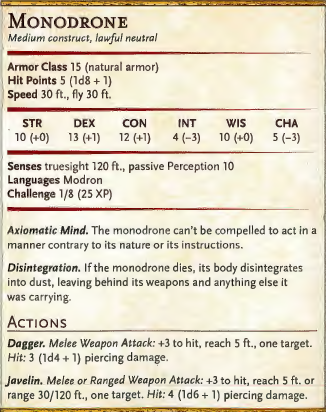 MONODRONE
Medium construct, lawful neutral
Armor Class 15 (natural armor)
Hit Points 5 (1d8 + 1)
Speed 30 ft., fly 30 ft.
STR DEX CON INT WIS CHA
10 (+0) 13 (+1) 12 (+1) 4 (−3) 10 (+0) 5 (−3)
Senses truesight 120 ft., passive Perception 10
Languages Modron
Challenge 1/8 (25 XP)
Axiomatic Mind. The monodrone can't be compelled to act in a
manner contrary to its nature or its instructions.
Disintegration. If the monodrone dies, its body disintegrates
into dust, leaving behind its weapons and anything else it
was carrying.
ACTIONS
Dagger. Melee Weapon Attack: +3 to hit, reach 5 ft., one target.
Hit: 3 (1d4 + 1) piercing damage.
Javelin. Melee or Ranged Weapon Attack: +3 to hit, reach 5 ft. or
range 30/120 ft., one target. Hit: 4 (1d6 + 1) piercing damage.